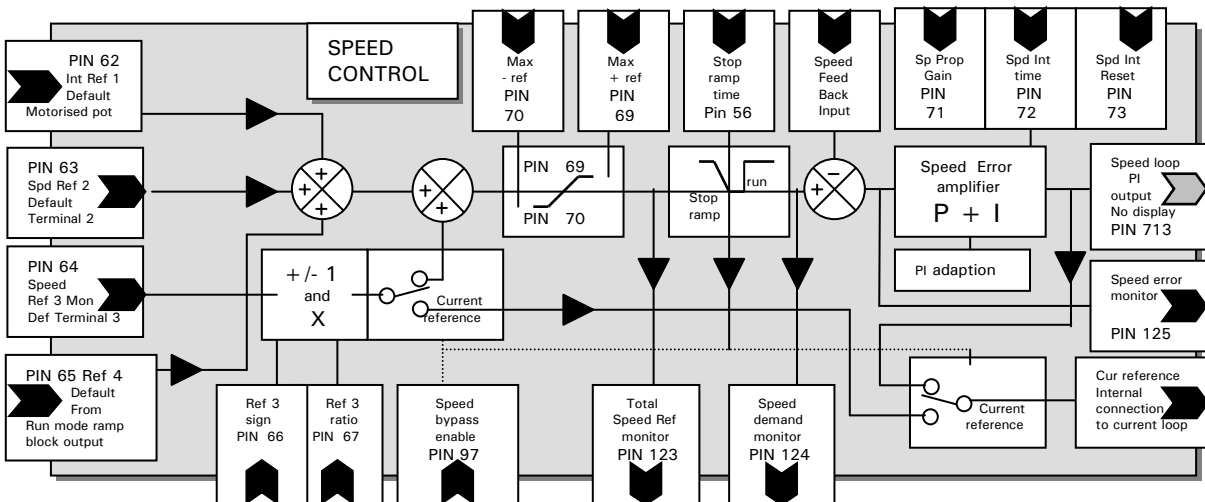 SPEED
CONTROL
PIN 62
Int Ref 1
Default
Motorised pot
PIN 63
Spd Ref 2
Default
Terminal 2
PIN 64
Speed
Ref 3 Mon
Def Terminal 3
PIN 65 Ref 4
Default
From
Run mode ramp
block output
Max
- ref
PIN
70
Max
+ ref
PIN
69
Stop
ramp
time
Pin 56
Speed
Feed
Back
Input
Sp Prop
Gain
PIN
71
Spd Int
time
PIN
72
Spd Int
Reset
PIN
73
+
+
+
+
+
PIN 69
PIN 70
run
Stop
ramp
-
+
Speed Error
amplifier
P + I
PI adaption
Speed loop
PI
output
No display
PIN 713
Speed error
monitor
PIN 125
+/- 1
and
X
Current
reference
Current
reference
Cur reference
Internal
connection
to current loop
Ref 3
sign
PIN 66
Ref 3
ratio
PIN 67
Speed
bypass
enable
PIN 97
Total
Speed Ref
monitor
PIN 123
Speed
demand
monitor
PIN 124